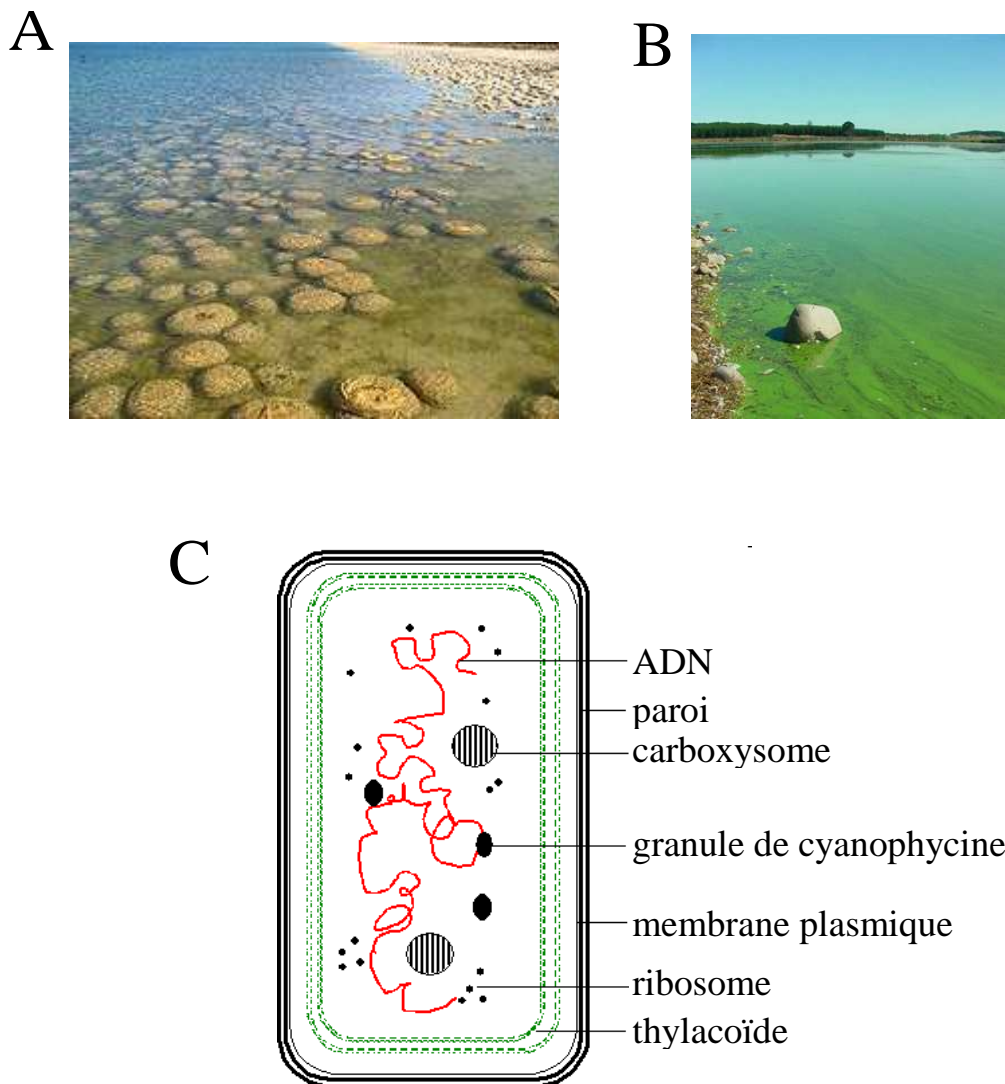 A
B
C
ADN
paroi
carboxysome
granule de cyanophycine
membrane plasmique
ribosome
thylacoïde